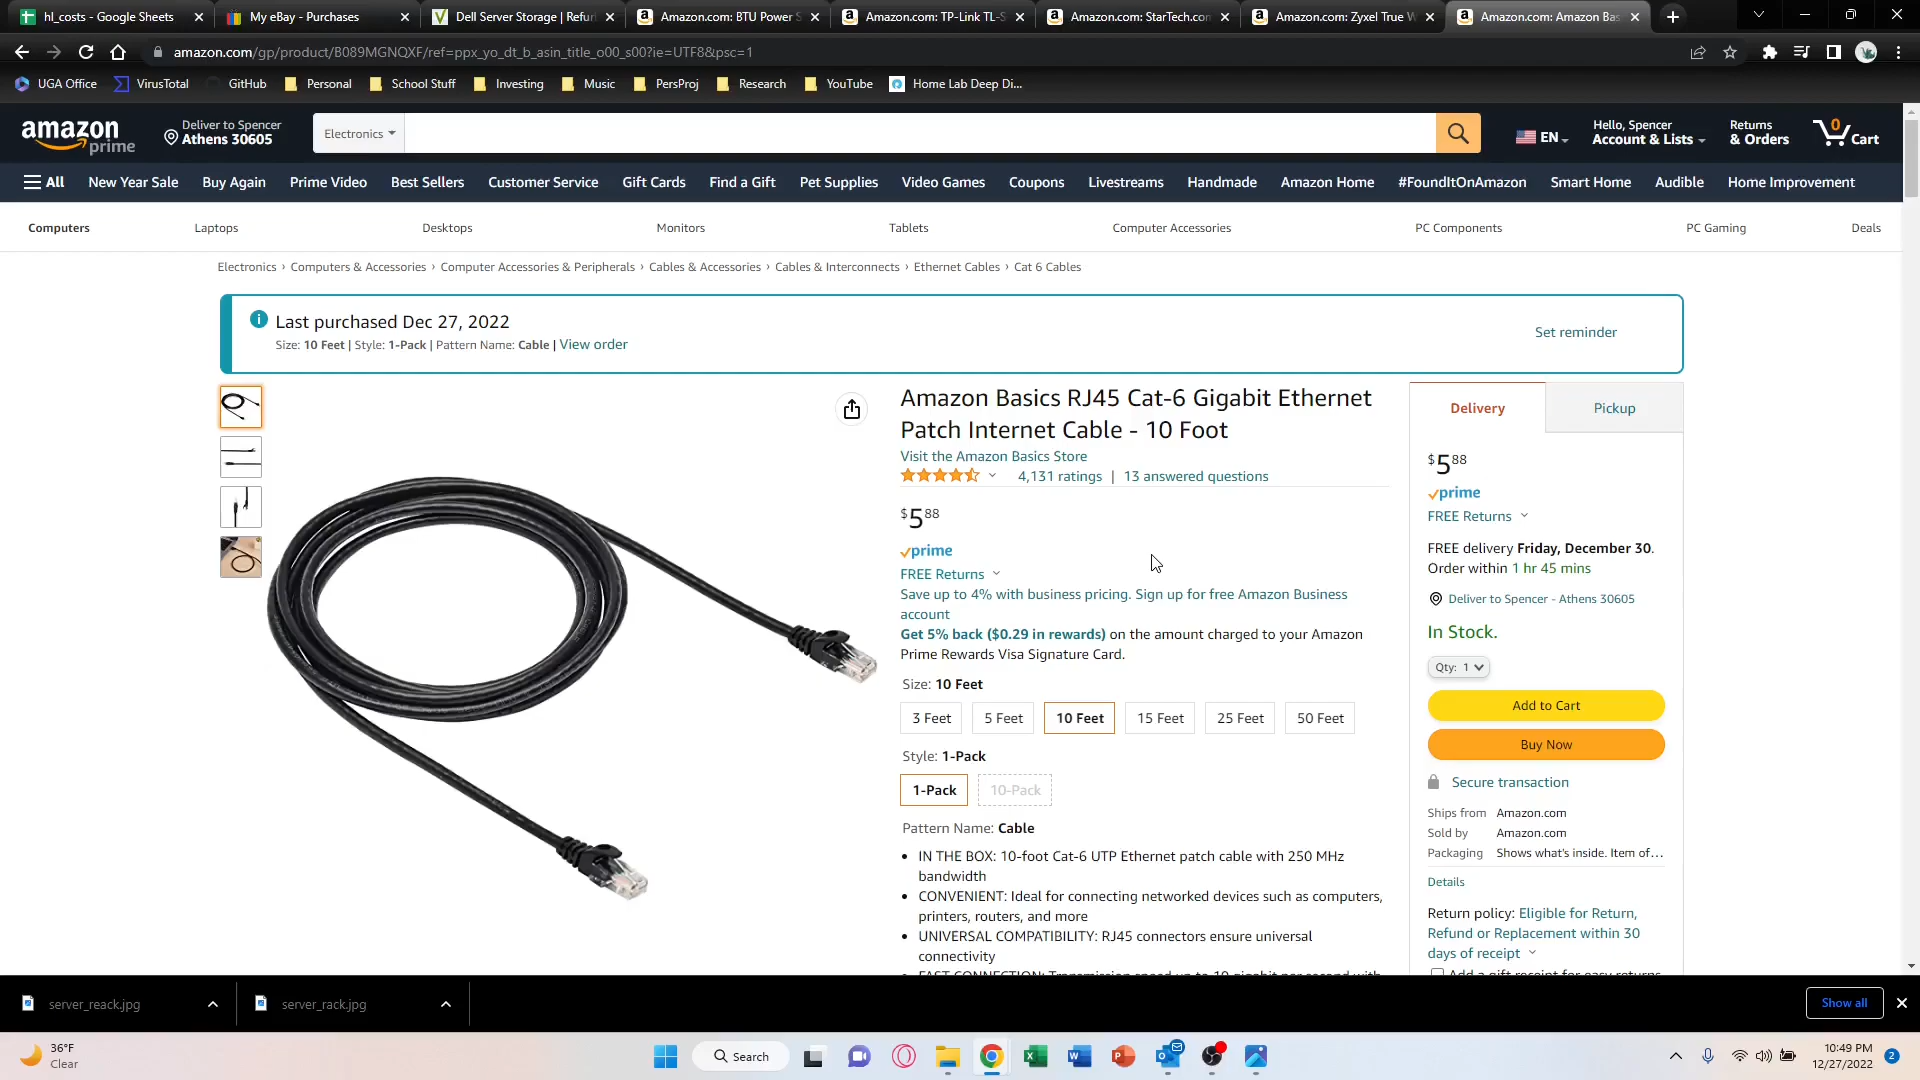 hl_costs - Google Sheets
My eBay - Purchases
Dell Server Storage | Refur
Amazon.com: BTU Power S
Amazon.com: TP-Link TL-S
Amazon.com: StarTech.com
Amazon.com: Zyxel True W
Amazon.com: Amazon Bas
amazon.com/gp/product/B089MGNQXF/ref=ppx_yo_dt_b_asin_title_o00_s00?ie=UTF8&psc=1
UGA Office
VirusTotal
GitHub
Personal
School Stuff
Investing
Music
PersProj
Research
YouTube
Home Lab Deep Di...
amazon prime
Deliver to Spencer
Athens 30605
Electronics
EN
Hello, Spencer
Account & Lists
Returns
& Orders
0
Cart
All
New Year Sale
Buy Again
Prime Video
Best Sellers
Customer Service
Gift Cards
Find a Gift
Pet Supplies
Video Games
Coupons
Livestreams
Handmade
Amazon Home
#FoundItOnAmazon
Smart Home
Audible
Home Improvement
Computers
Laptops
Desktops
Monitors
Tablets
Computer Accessories
PC Components
PC Gaming
Deals
Electronics › Computers & Accessories › Computer Accessories & Peripherals › Cables & Accessories › Cables & Interconnects › Ethernet Cables › Cat 6 Cables
Last purchased Dec 27, 2022
Size: 10 Feet | Style: 1-Pack | Pattern Name: Cable | View order
Set reminder
Amazon Basics RJ45 Cat-6 Gigabit Ethernet
Patch Internet Cable - 10 Foot
Visit the Amazon Basics Store
4,131 ratings | 13 answered questions
$5 88
prime
FREE Returns
Save up to 4% with business pricing. Sign up for free Amazon Business
account
Get 5% back ($0.29 in rewards) on the amount charged to your Amazon
Prime Rewards Visa Signature Card.
Size: 10 Feet
3 Feet
5 Feet
10 Feet
15 Feet
25 Feet
50 Feet
Style: 1-Pack
1-Pack
10-Pack
Pattern Name: Cable
• IN THE BOX: 10-foot Cat-6 UTP Ethernet patch cable with 250 MHz
bandwidth
• CONVENIENT: Ideal for connecting networked devices such as computers,
printers, routers, and more
• UNIVERSAL COMPATIBILITY: RJ45 connectors ensure universal
connectivity
• FAST CONNECTION: Transmission speed up to 10 gigabit per second with
Delivery
Pickup
$5 88
prime
FREE Returns
FREE delivery Friday, December 30.
Order within 1 hr 45 mins
Deliver to Spencer - Athens 30605
In Stock.
Qty: 1
Add to Cart
Buy Now
Secure transaction
Ships from Amazon.com
Sold by Amazon.com
Packaging Shows what's inside. Item of...
Details
Return policy: Eligible for Return,
Refund or Replacement within 30
days of receipt
Add a gift receipt for easy returns
server_reack.jpg
server_rack.jpg
Show all
36°F
Clear
Search
10:49 PM
12/27/2022
2